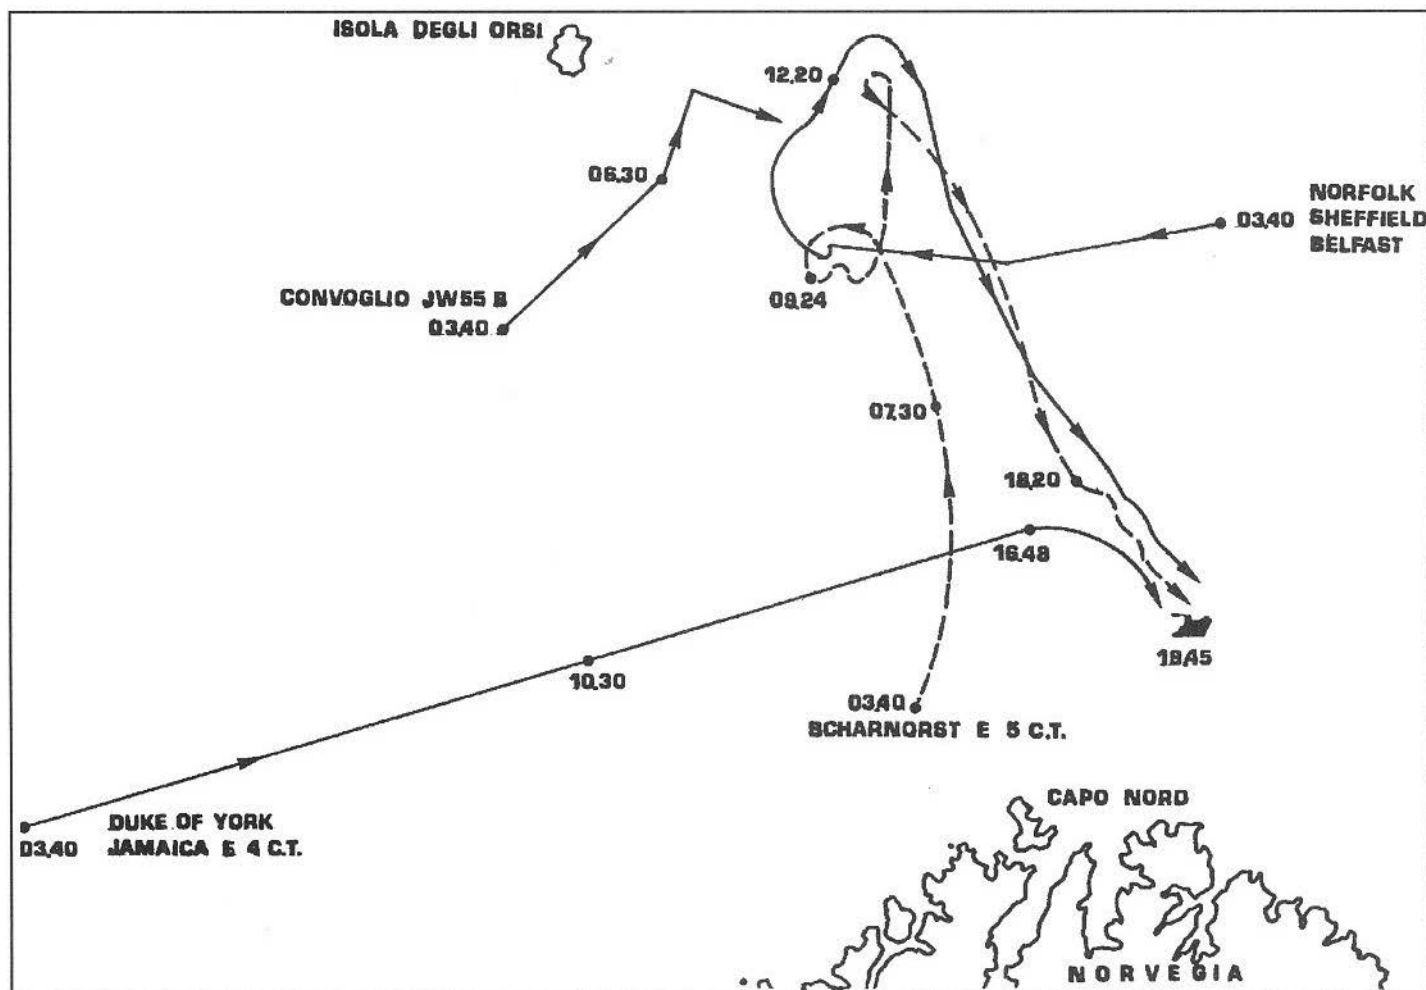 ISOLA DEGLI ORSI
12.20
06.30
NORFOLK
03.40 SHEFFIELD
BELFAST
CONVOGLIO JW55 B
03.40
09.24
07.30
18.20
16.48
19.45
10.30
03.40
SCHARNORST E 5 C.T.
CAPO NORD
DUKE OF YORK
03.40 JAMAICA E 4 C.T.
NORVEGIA